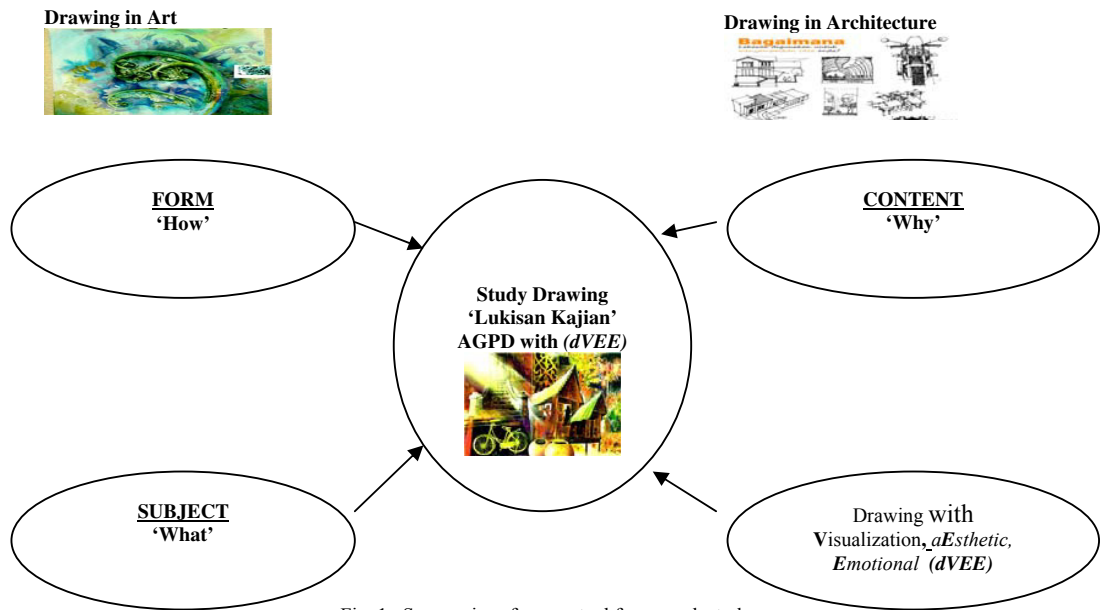 Drawing in Art
Drawing in Architecture
Bagaimana
FORM
‘How’
CONTENT
‘Why’
Study Drawing
‘Lukisan Kajian’
AGPD with (dVEE)
SUBJECT
‘What’
Drawing with
Visualization, aEsthetic,
Emotional (dVEE)